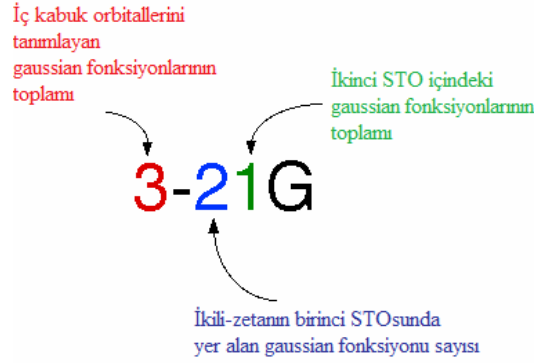 İç kabuk orbitallerini
tanımlayan
gaussian fonksiyonlarının
toplamı
İkinci STO içindeki
gaussian fonksiyonlarının
toplamı
3-21G
İkili-zetanın birinci STOsunda
yer alan gaussian fonksiyonu sayısı